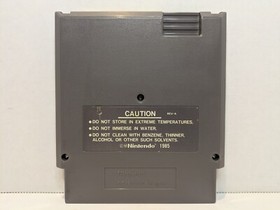 CAUTION
•DO NOT STORE IN EXTREME TEMPERATURES.
•DO NOT IMMERSE IN WATER.
•DO NOT CLEAN WITH BENZENE, THINNER,
ALCOHOL OR OTHER SUCH SOLVENTS.
Nintendo 1985